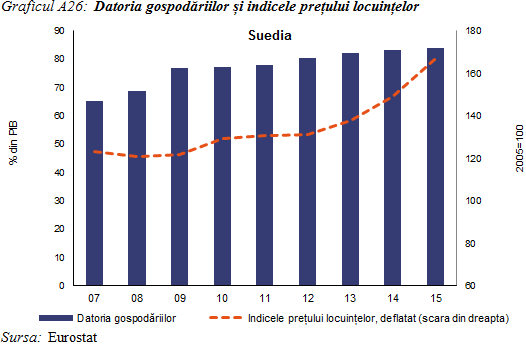 Graficul A26: Datoria gospodăriilor și indicele prețului locuințelor
Suedia
90
80
70
60
50
40
30
20
10
0
% din PIB
180
160
140
120
100
80
60
2005=100
07 08 09 10 11 12 13 14 15
Datoria gospodăriilor
Indicele prețului locuințelor, deflatat (scara din dreapta)
Sursa: Eurostat